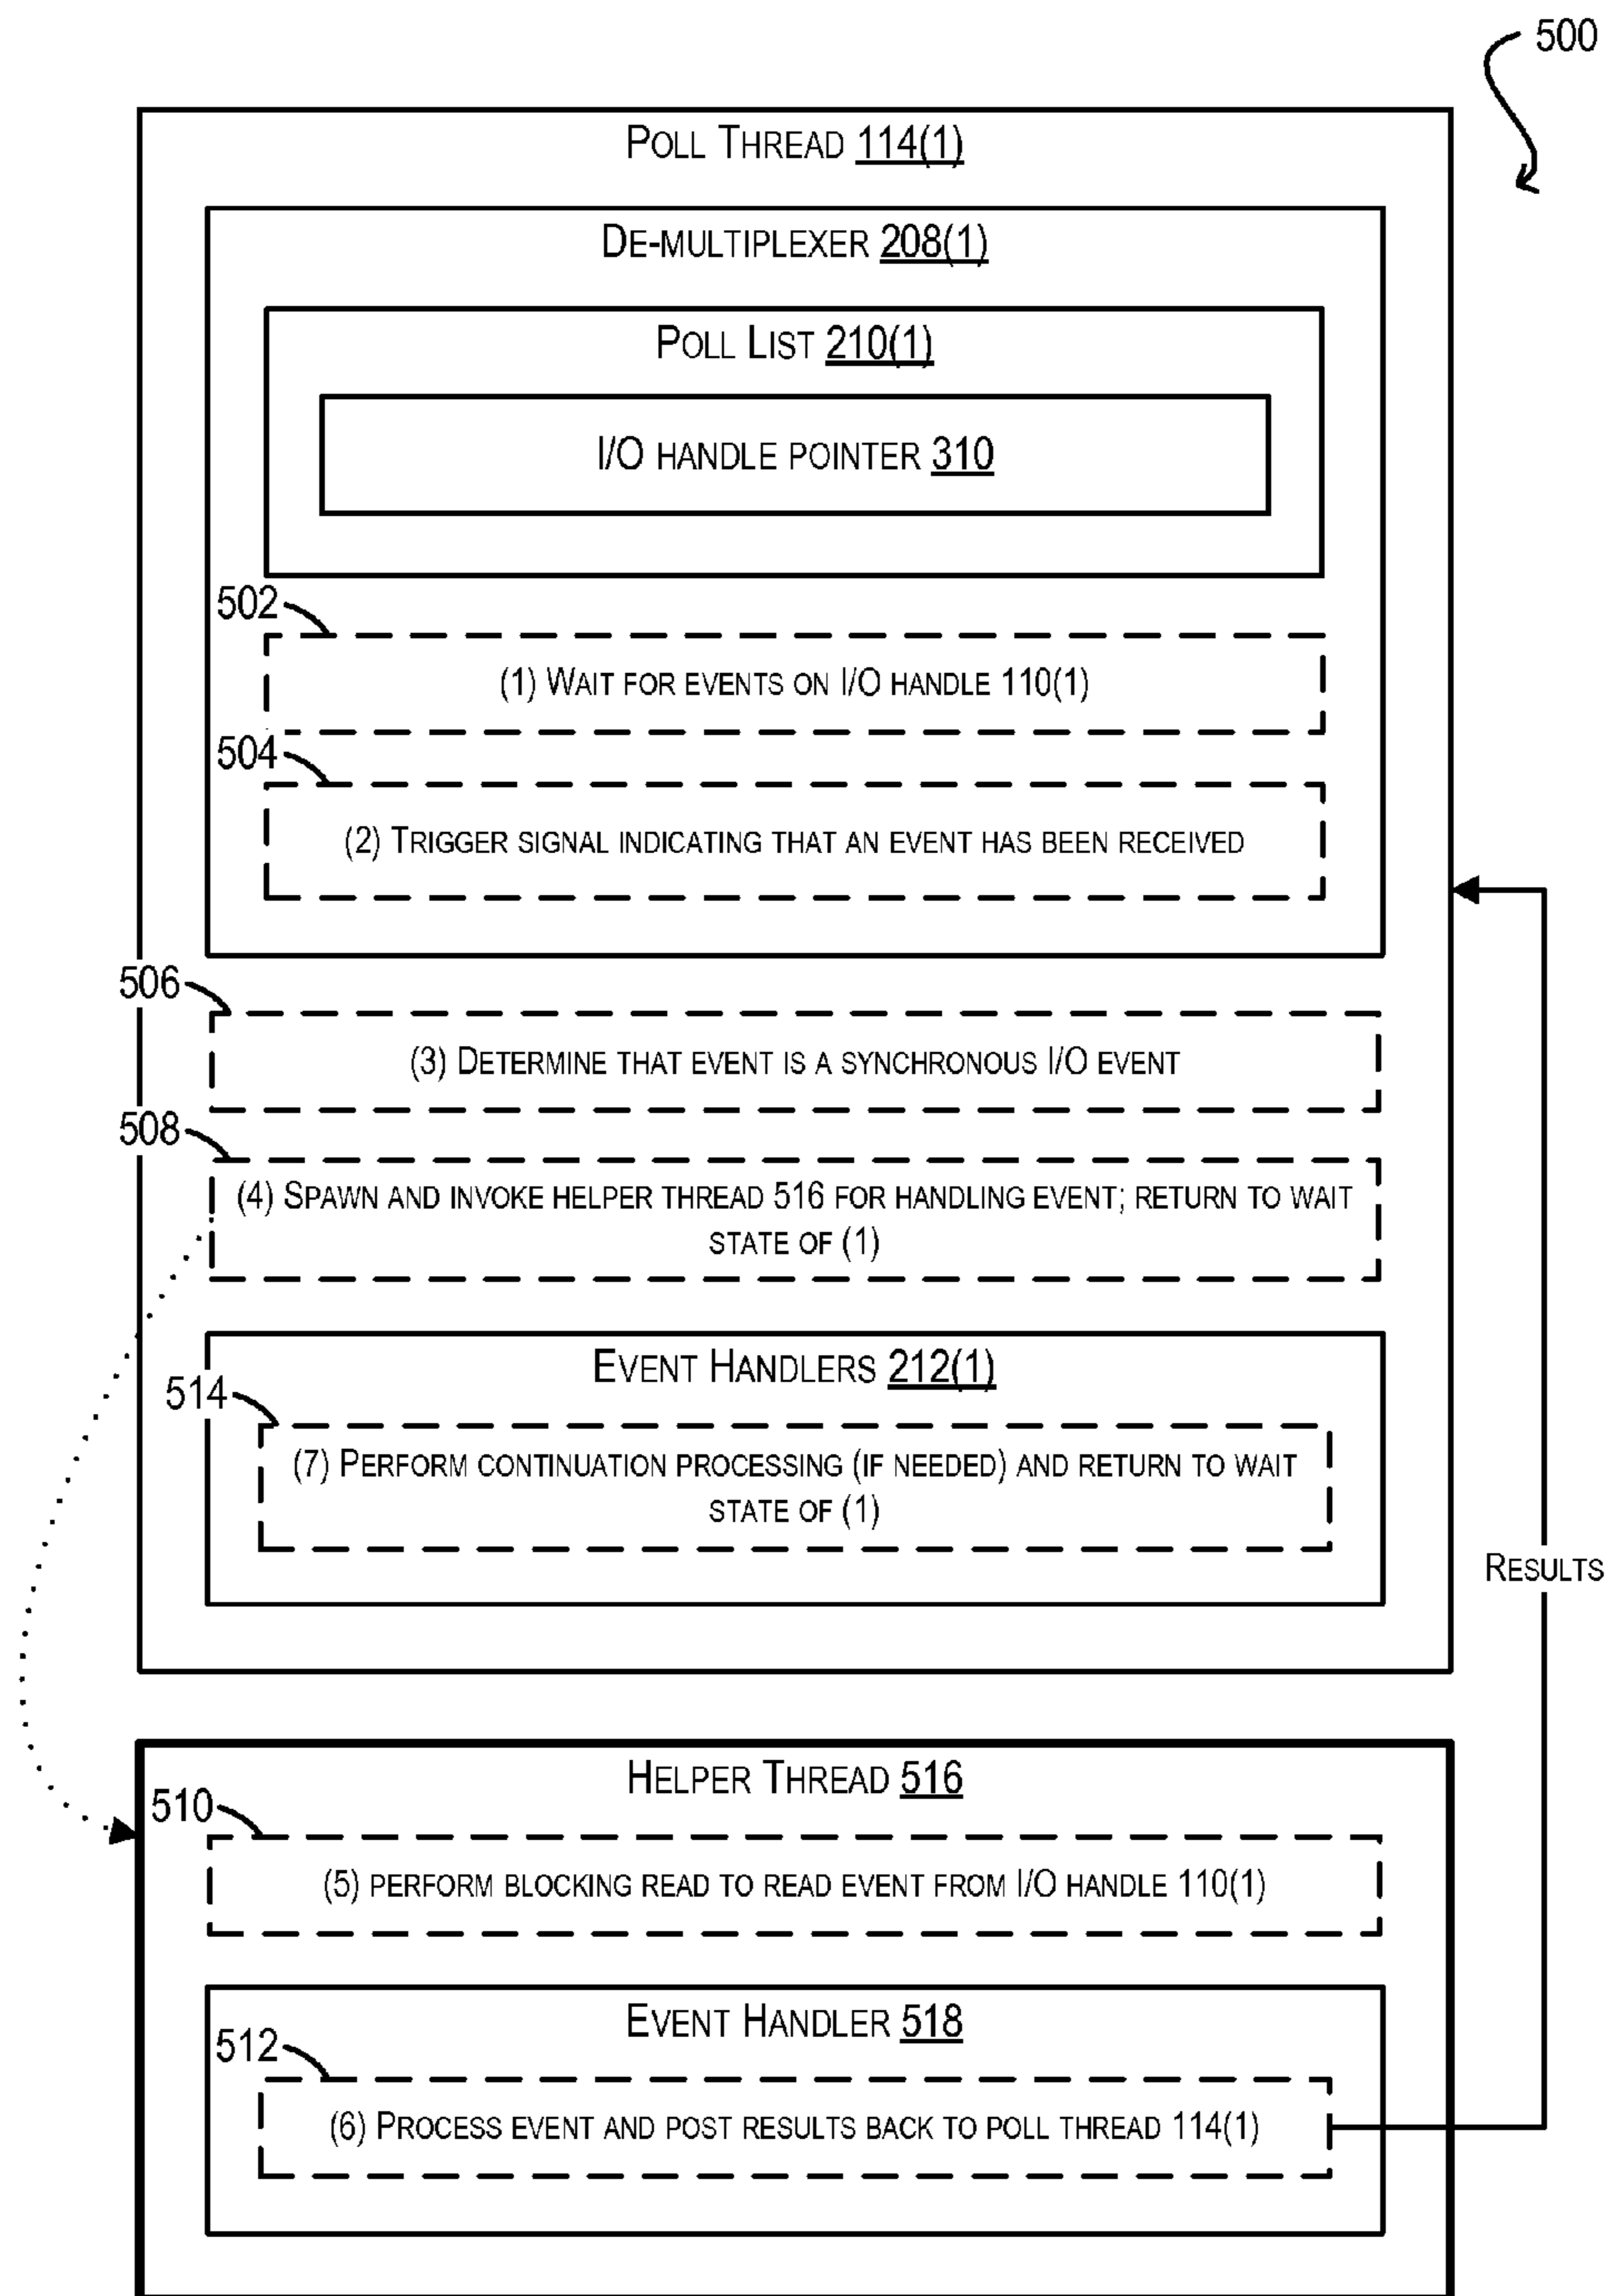 500
POLL THREAD 114(1)
DE-MULTIPLEXER 208(1)
POLL LIST 210(1)
I/O HANDLE POINTER 310
502
(1) WAIT FOR EVENTS ON I/O HANDLE 110(1)
504
(2) TRIGGER SIGNAL INDICATING THAT AN EVENT HAS BEEN RECEIVED
506
(3) DETERMINE THAT EVENT IS A SYNCHRONOUS I/O EVENT
508
(4) SPAWN AND INVOKE HELPER THREAD 516 FOR HANDLING EVENT; RETURN TO WAIT
STATE OF (1)
EVENT HANDLERS 212(1)
514
(7) PERFORM CONTINUATION PROCESSING (IF NEEDED) AND RETURN TO WAIT
STATE OF (1)
RESULTS
HELPER THREAD 516
510
(5) PERFORM BLOCKING READ TO READ EVENT FROM I/O HANDLE 110(1)
EVENT HANDLER 518
512
(6) PROCESS EVENT AND POST RESULTS BACK TO POLL THREAD 114(1)